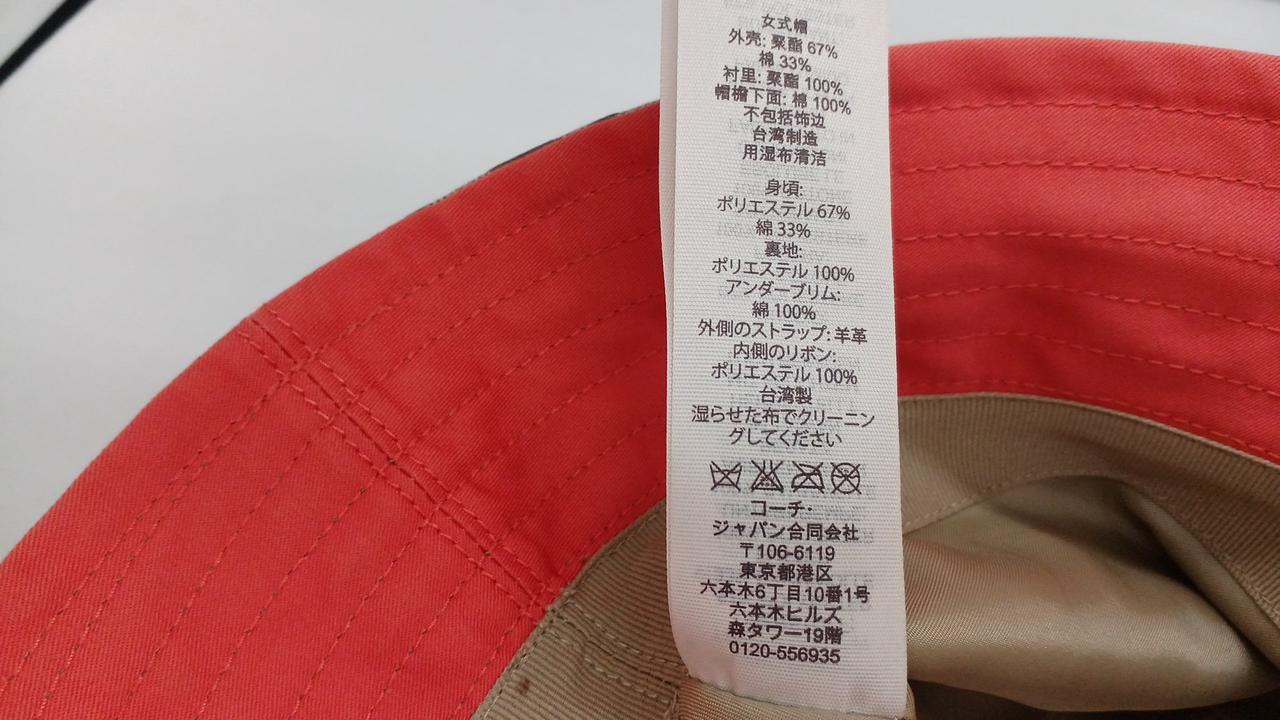 女式帽
外壳: 聚酯 67%
棉 33%
衬里: 聚酯 100%
帽檐下面: 棉 100%
不包括饰边
台湾制造
用湿布清洁
身頃:
ポリエステル 67%
綿 33%
裏地:
ポリエステル 100%
アンダーブリム:
綿 100%
外側のストラップ: 羊革
内側のリボン:
ポリエステル 100%
台湾製
湿らせた布でクリーニン
グしてください
コーチ・
ジャパン合同会社
〒106-6119
東京都港区
六本木6丁目10番1号
六本木ヒルズ
森タワー19階
0120-556935